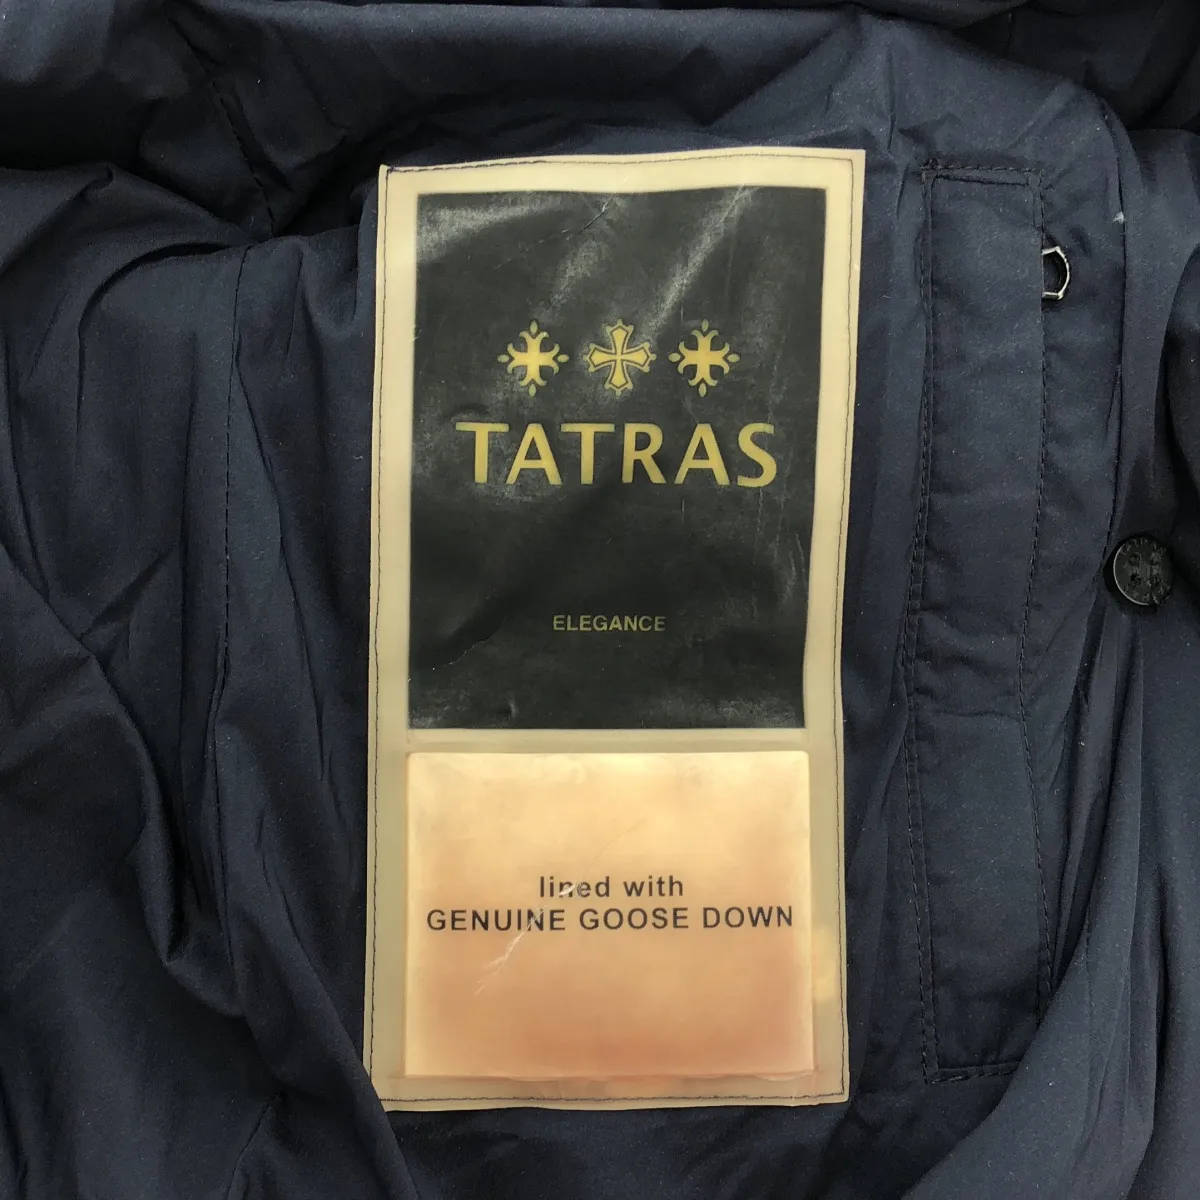 TATRAS
ELEGANCE
lined with
GENUINE GOOSE DOWN